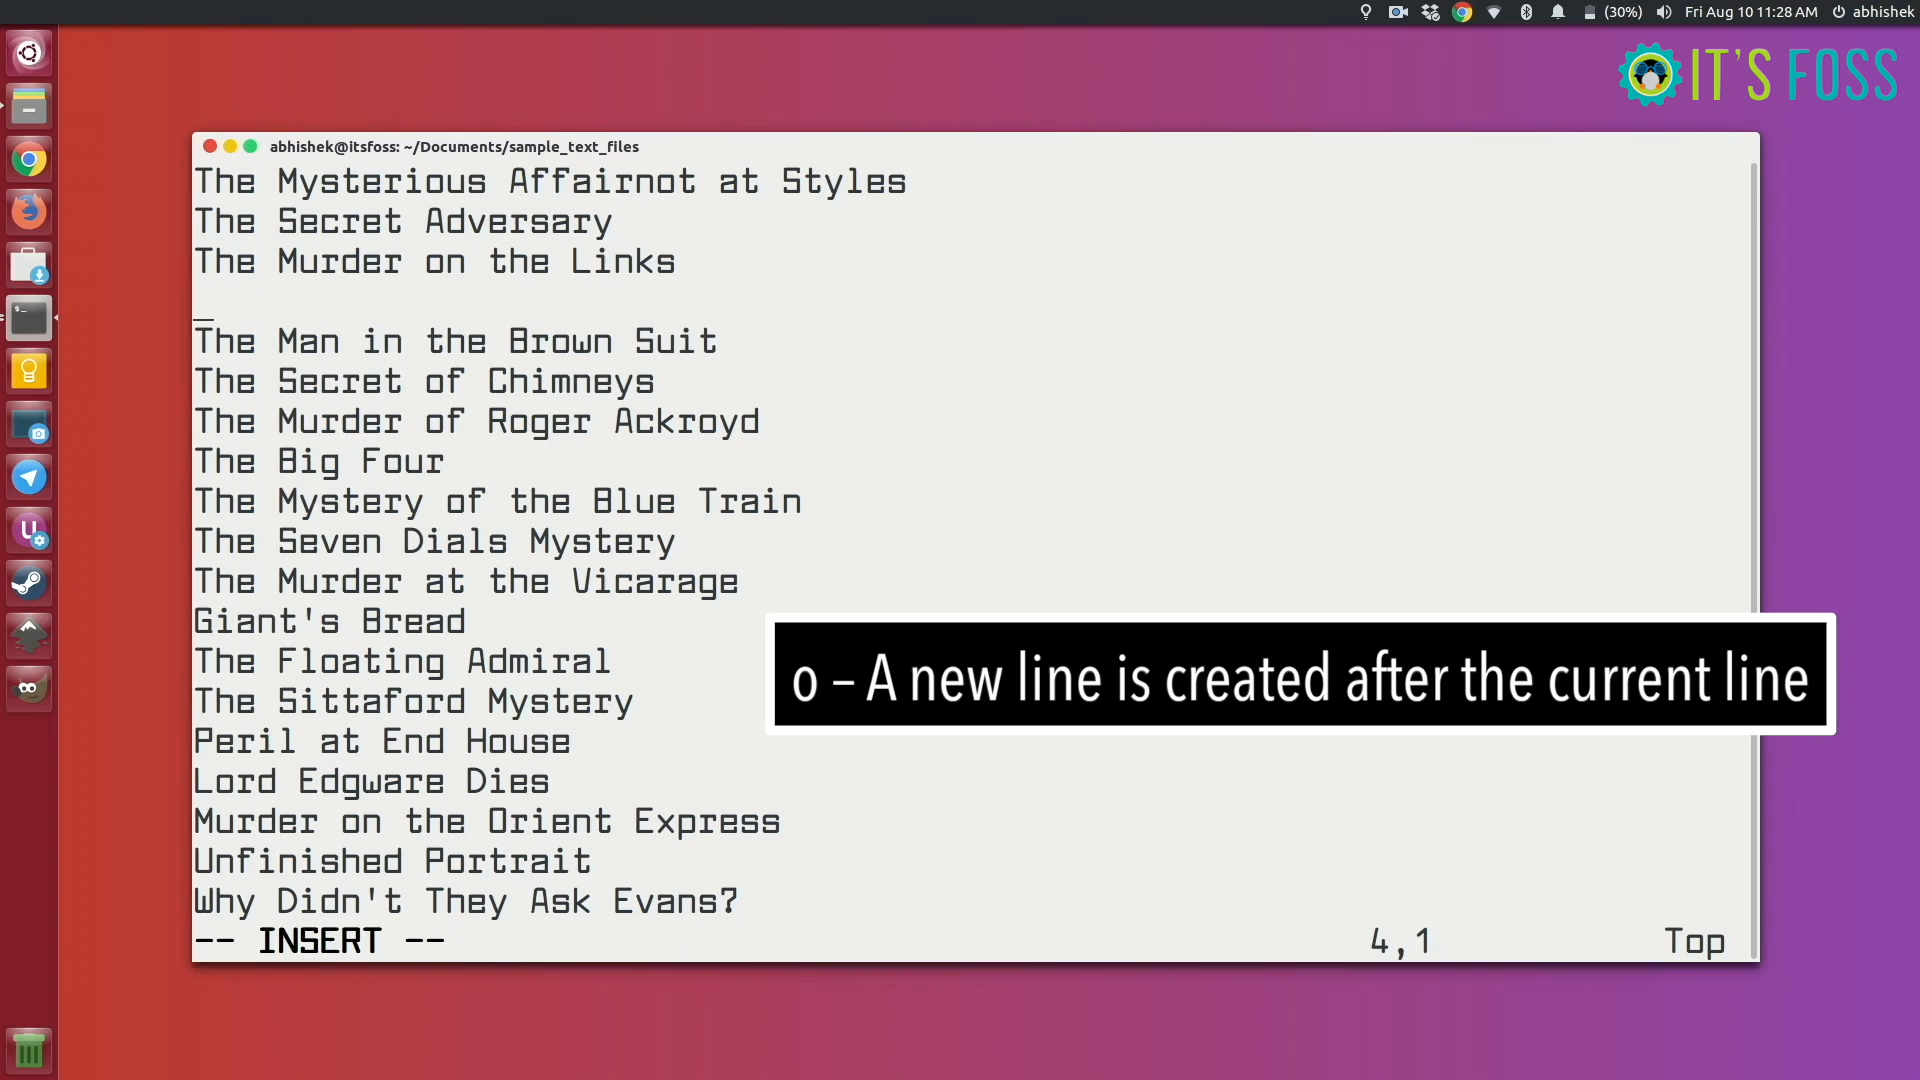 (30%) Fri Aug 10 11:28 AM abhishek
IT'S FOSS
abhishek@itsfoss: ~/Documents/sample_text_files
The Mysterious Affairnot at Styles
The Secret Adversary
The Murder on the Links
The Man in the Brown Suit
The Secret of Chimneys
The Murder of Roger Ackroyd
The Big Four
The Mystery of the Blue Train
The Seven Dials Mystery
The Murder at the Vicarage
Giant's Bread
The Floating Admiral
The Sittaford Mystery
o – A new line is created after the current line
Peril at End House
Lord Edgware Dies
Murder on the Orient Express
Unfinished Portrait
Why Didn't They Ask Evans?
-- INSERT -- 4,1 Top